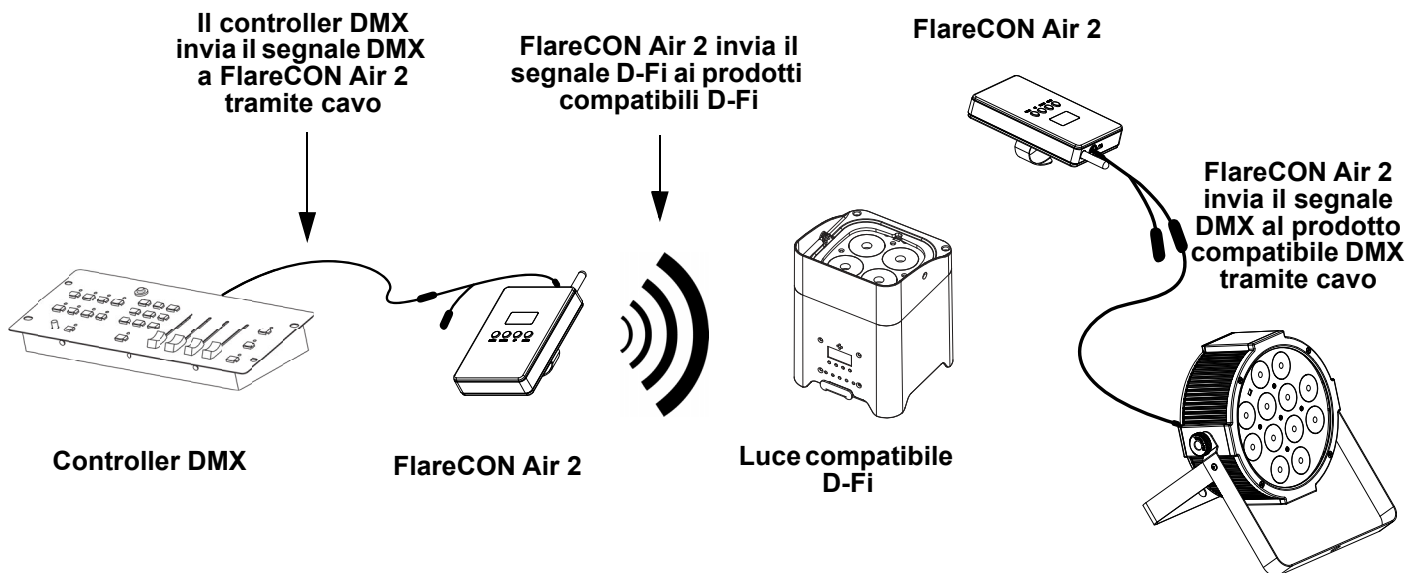 Il controller DMX
invia il segnale DMX
a FlareCON Air 2
tramite cavo
FlareCON Air 2 invia il
segnale D-Fi ai prodotti
compatibili D-Fi
FlareCON Air 2
FlareCON Air 2
invia il segnale
DMX al prodotto
compatibile DMX
tramite cavo
Controller DMX
FlareCON Air 2
Luce compatibile
D-Fi